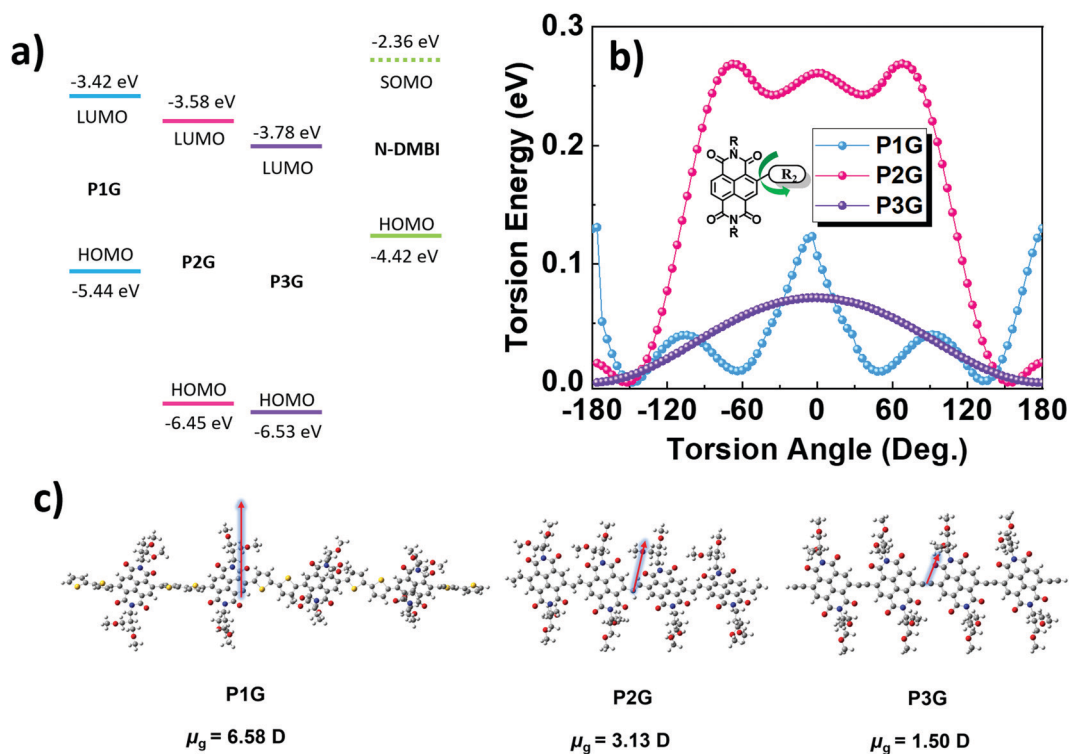 a)
-3.42 eV
LUMO
P1G
HOMO
-5.44 eV
-3.58 eV
LUMO
P2G
HOMO
-6.45 eV
-3.78 eV
LUMO
P3G
HOMO
-6.53 eV
-2.36 eV
SOMO
N-DMBI
HOMO
-4.42 eV
b)
Torsion Energy (eV)
0.3
0.2
0.1
0.0
-180 -120 -60 0 60 120 180
Torsion Angle (Deg.)
R
O N O
R₂
O N O
R
P1G
P2G
P3G
c)
P1G
μg = 6.58 D
P2G
μg = 3.13 D
P3G
μg = 1.50 D